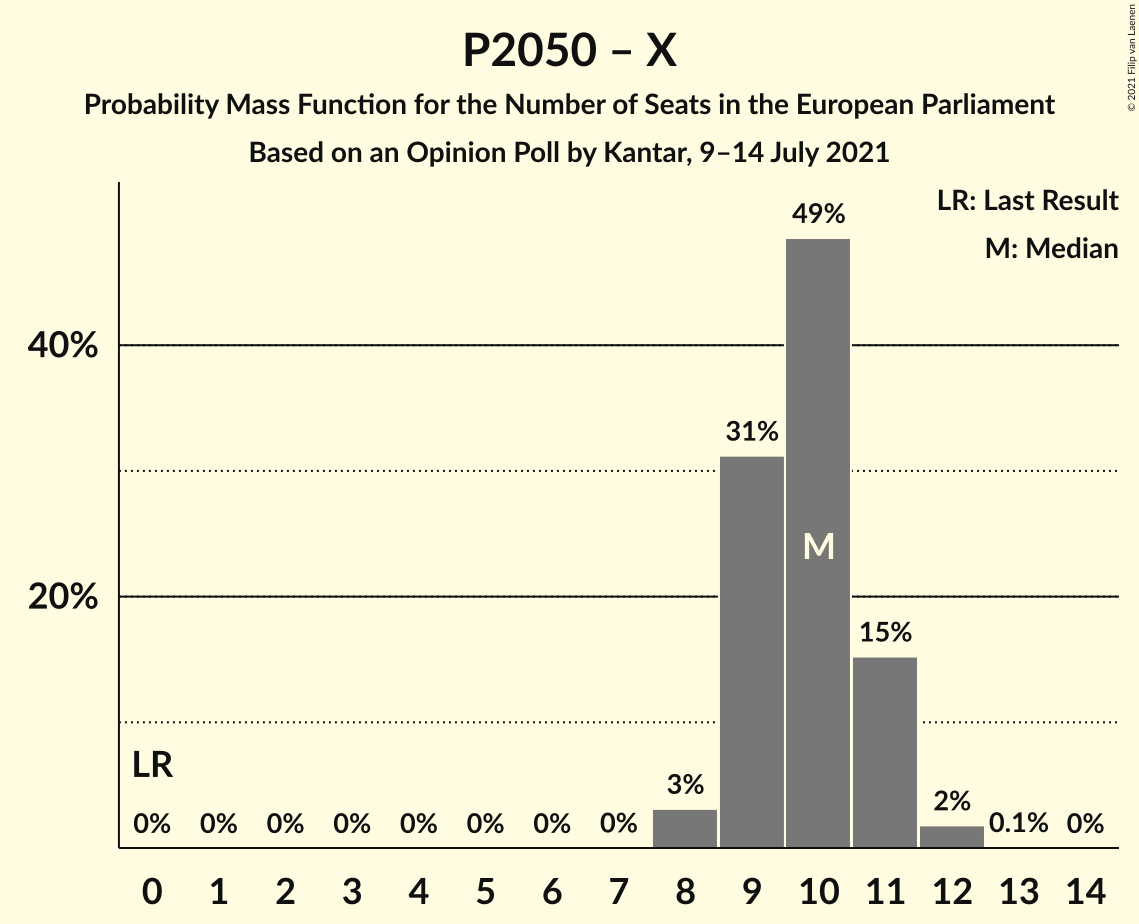 P2050 – X
Probability Mass Function for the Number of Seats in the European Parliament
Based on an Opinion Poll by Kantar, 9–14 July 2021
© 2021 Filip van Laenen
LR: Last Result
M: Median
49%
40%
31%
M
20%
15%
LR
3%
2%
0% 0% 0% 0% 0% 0% 0% 0% 0.1% 0%
0 1 2 3 4 5 6 7 8 9 10 11 12 13 14